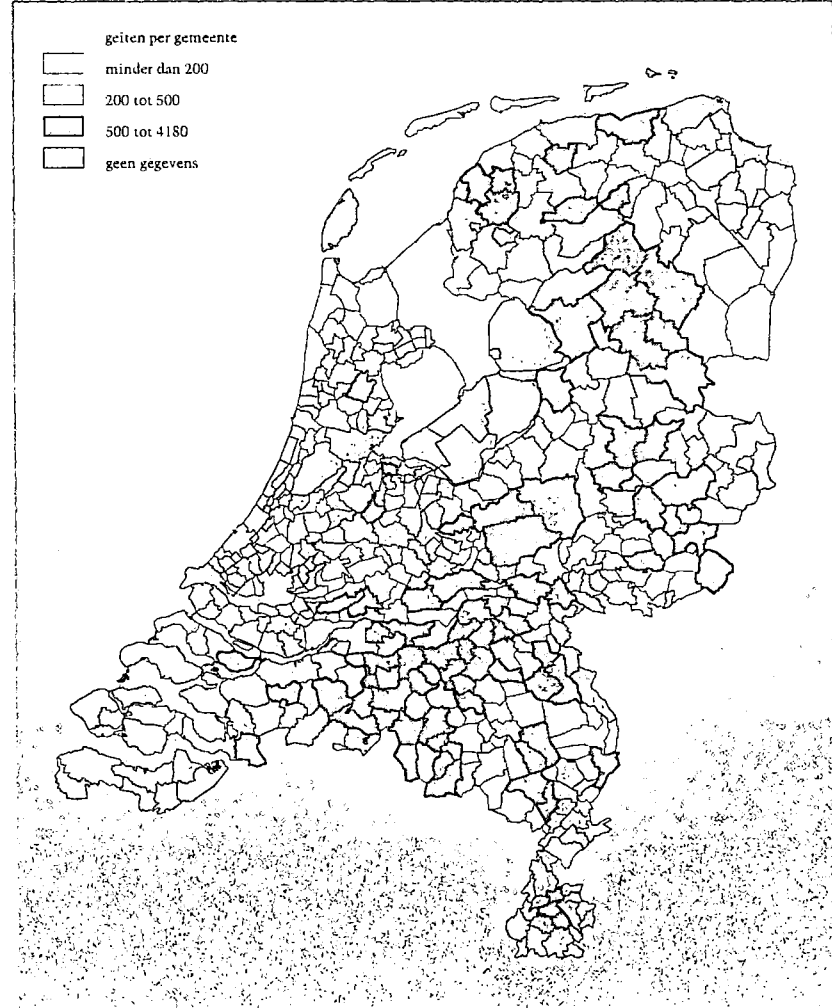 geiten per gemeente
minder dan 200
200 tot 500
500 tot 4180
geen gegevens